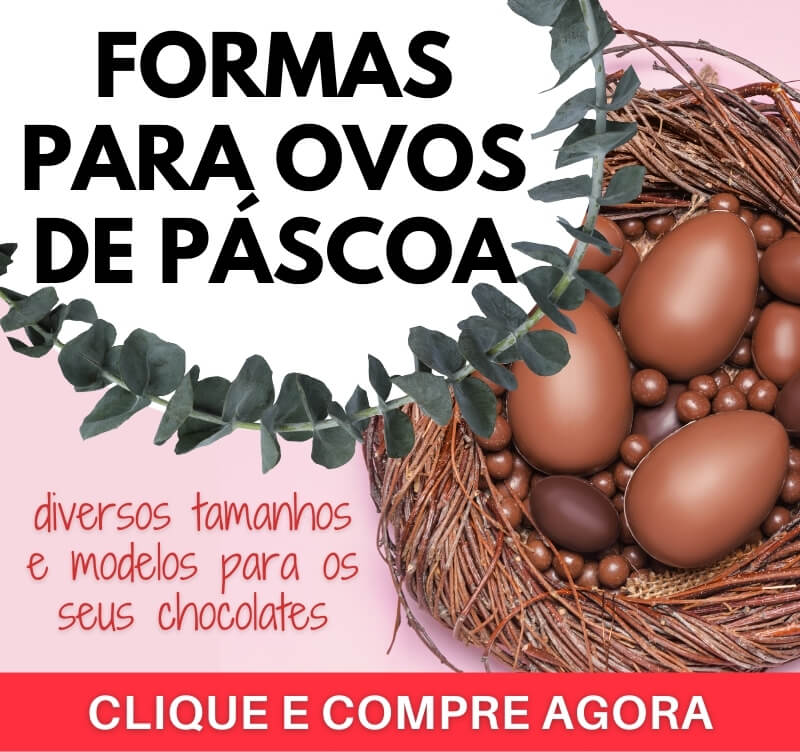 FORMAS
PARA OVOS
DE PÁSCOA
diversos tamanhos
e modelos para os
seus chocolates
CLIQUE E COMPRE AGORA